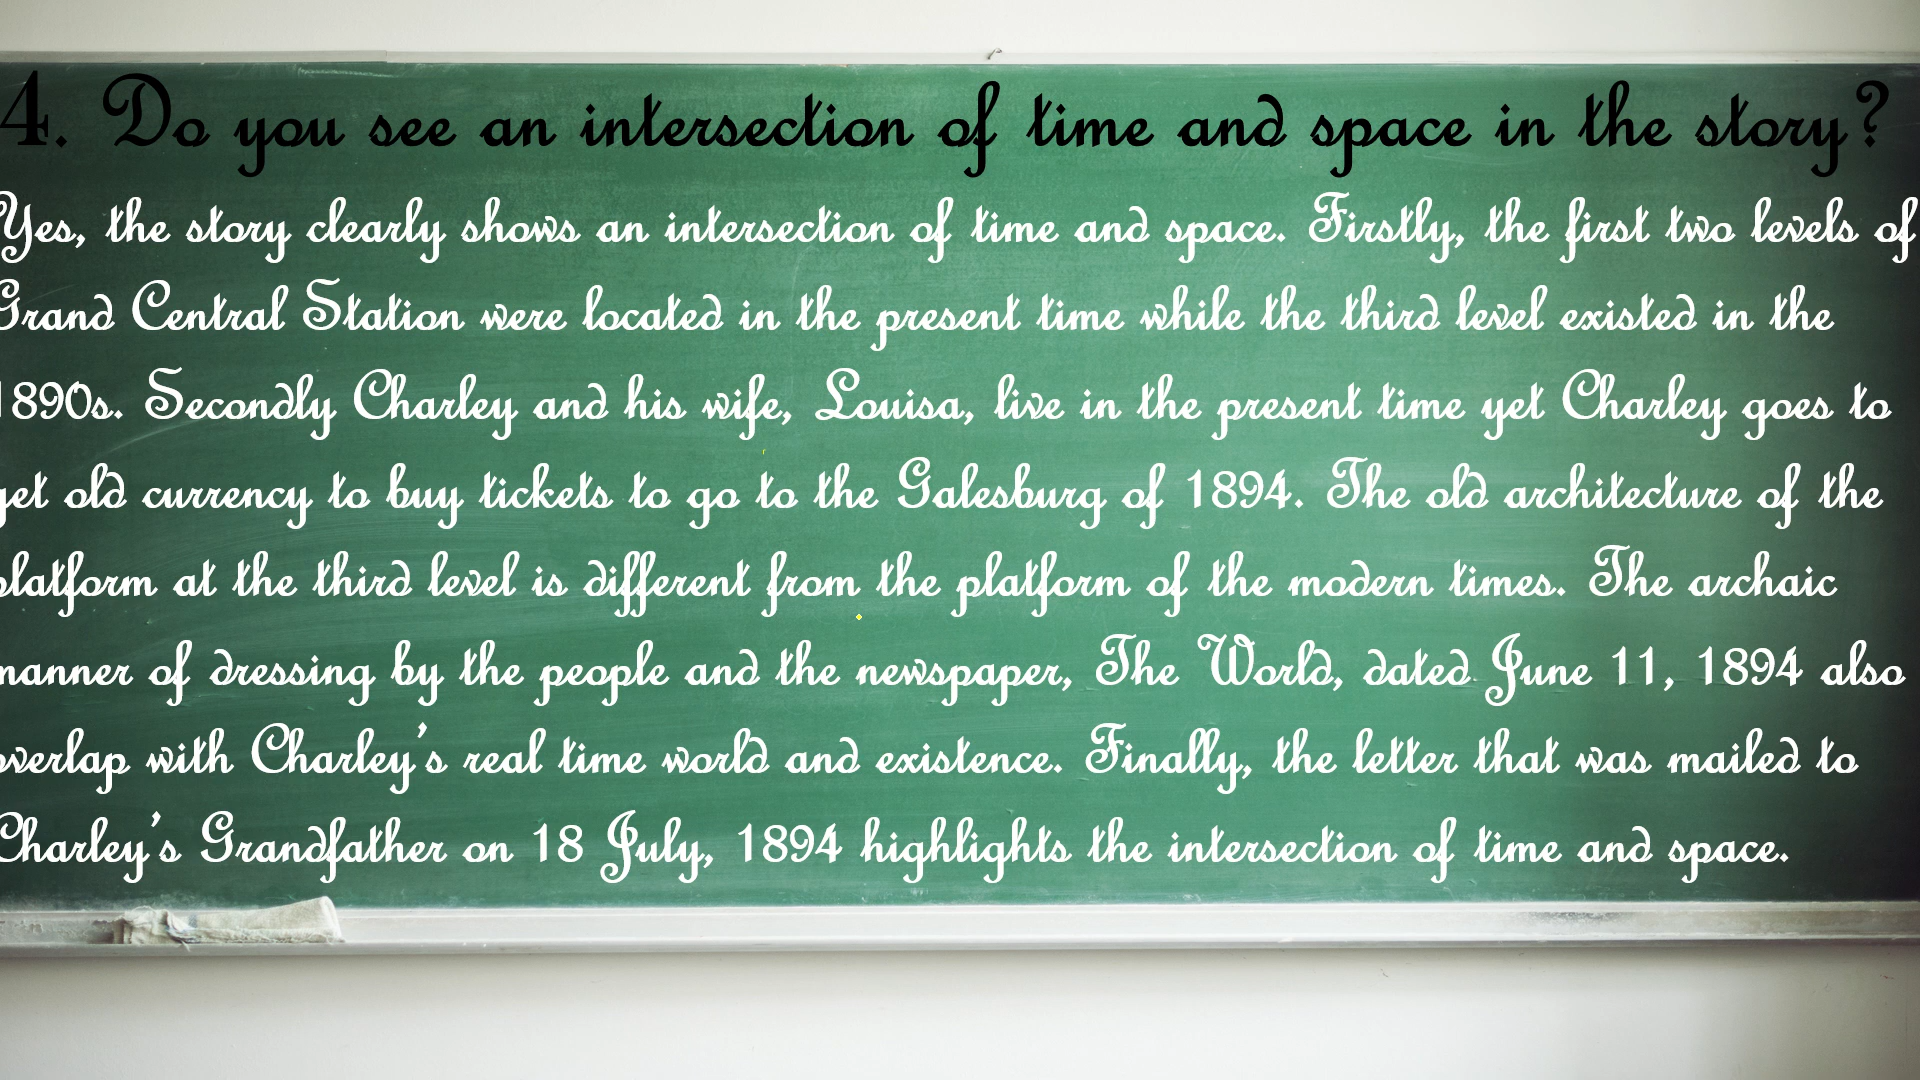 4. Do you see an intersection of time and space in the story?
Yes, the story clearly shows an intersection of time and space. Firstly, the first two levels of
Grand Central Station were located in the present time while the third level existed in the
1890s. Secondly Charley and his wife, Louisa, live in the present time yet Charley goes to
get old currency to buy tickets to go to the Galesburg of 1894. The old architecture of the
platform at the third level is different from the platform of the modern times. The archaic
manner of dressing by the people and the newspaper, The World, dated June 11, 1894 also
overlap with Charley's real time world and existence. Finally, the letter that was mailed to
Charley's Grandfather on 18 July, 1894 highlights the intersection of time and space.